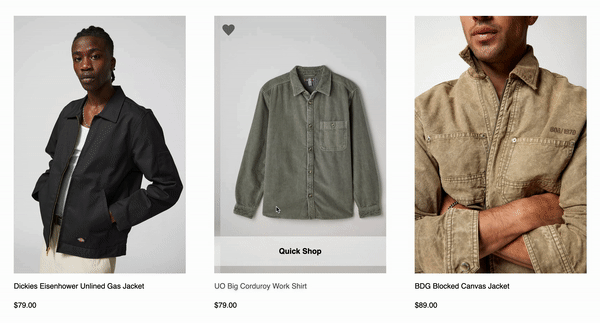 Quick Shop
Dickies Eisenhower Unlined Gas Jacket
$79.00
UO Big Corduroy Work Shirt
$79.00
BDG Blocked Canvas Jacket
$89.00